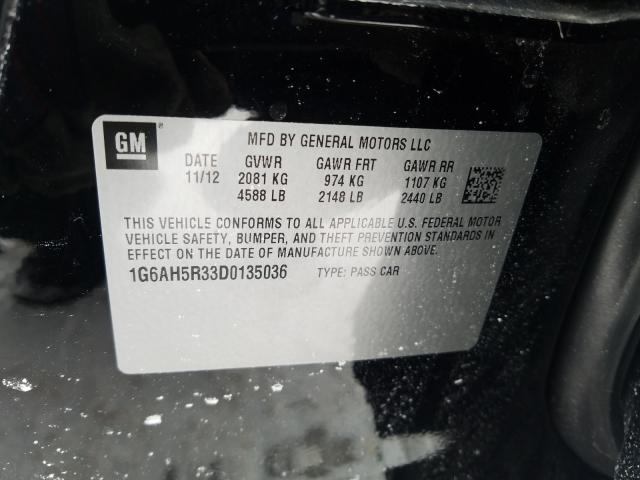 GM
MFD BY GENERAL MOTORS LLC
DATE GVWR GAWR FRT GAWR RR
11/12 2081 KG 974 KG 1107 KG
4588 LB 2148 LB 2440 LB
THIS VEHICLE CONFORMS TO ALL APPLICABLE U.S. FEDERAL MOTOR
VEHICLE SAFETY, BUMPER, AND THEFT PREVENTION STANDARDS IN
EFFECT ON THE DATE OF MANUFACTURE SHOWN ABOVE.
1G6AH5R33D0135036 TYPE: PASS CAR